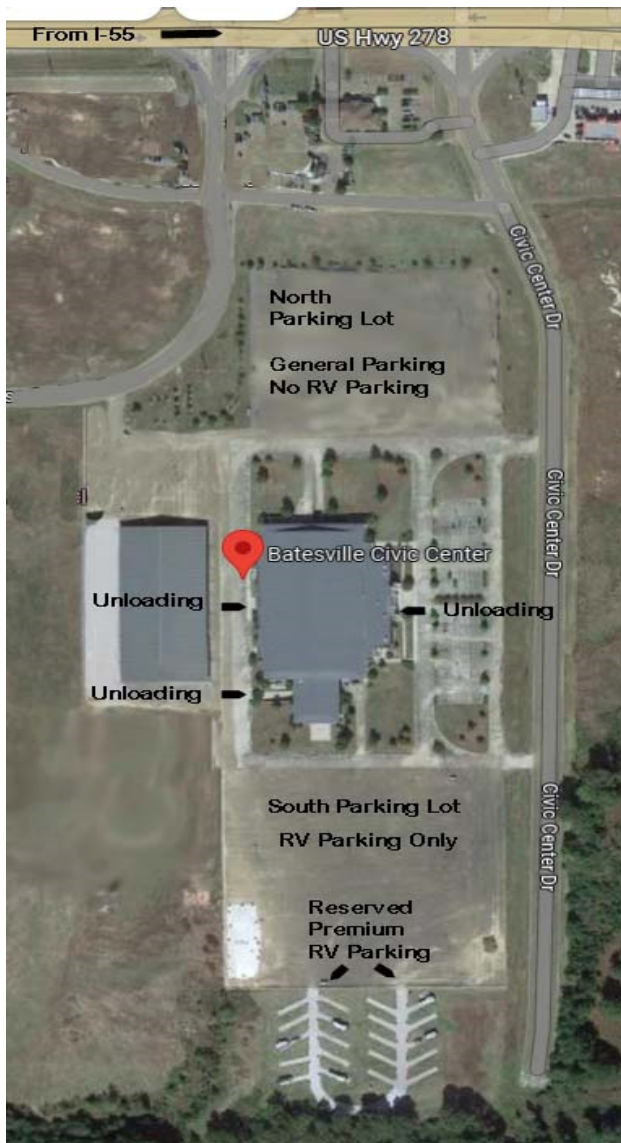 From I-55
US Hwy 278
North
Parking Lot
General Parking
No RV Parking
Civic Center Dr
Civic Center Dr
Batesville Civic Center
Unloading
Unloading
Unloading
South Parking Lot
RV Parking Only
Civic Center Dr
Reserved
Premium
RV Parking